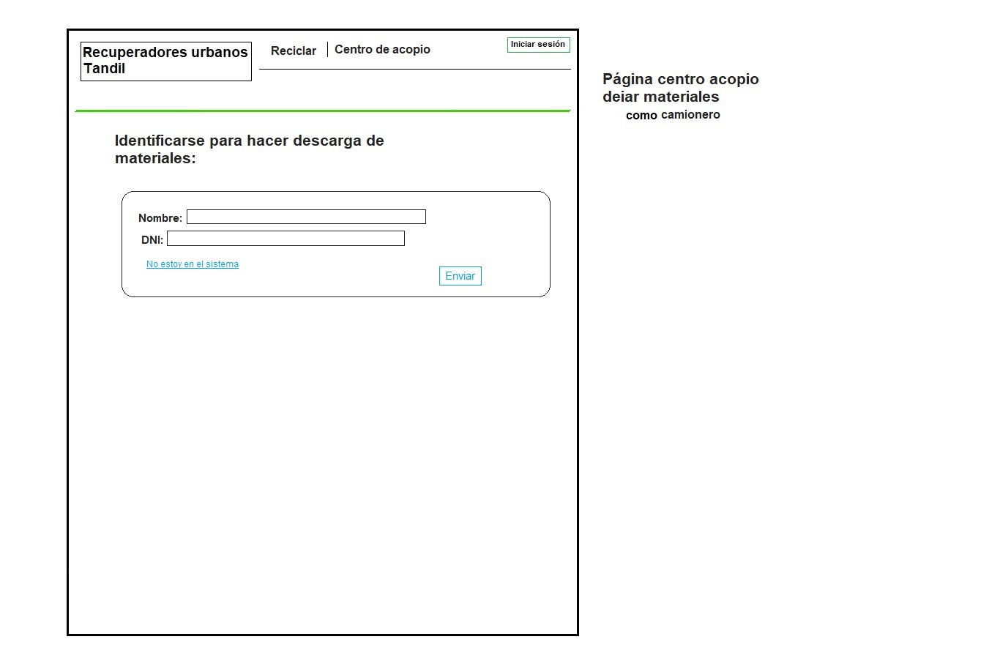 Recuperadores urbanos
Tandil
Reciclar
Centro de acopio
Iniciar sesión
Página centro acopio
dejar materiales
como camionero
Identificarse para hacer descarga de
materiales:
Nombre:
DNI:
No estoy en el sistema
Enviar